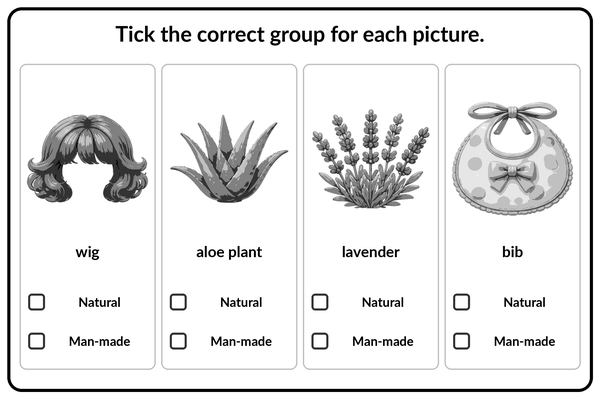 Tick the correct group for each picture.
wig
Natural
Man-made
aloe plant
Natural
Man-made
lavender
Natural
Man-made
bib
Natural
Man-made